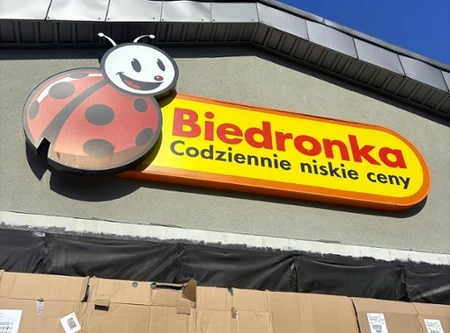 Biedronka
Codziennie niskie ceny